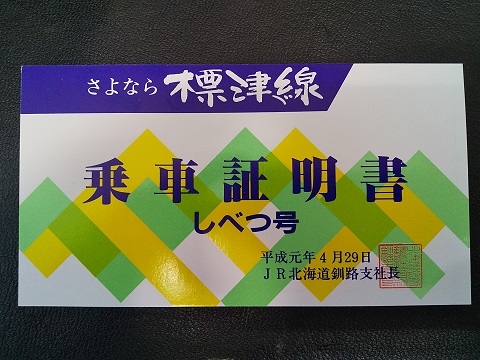 さよなら 標津線
乗車証明書
しべつ号
平成元年4月29日
JR北海道釧路支社長